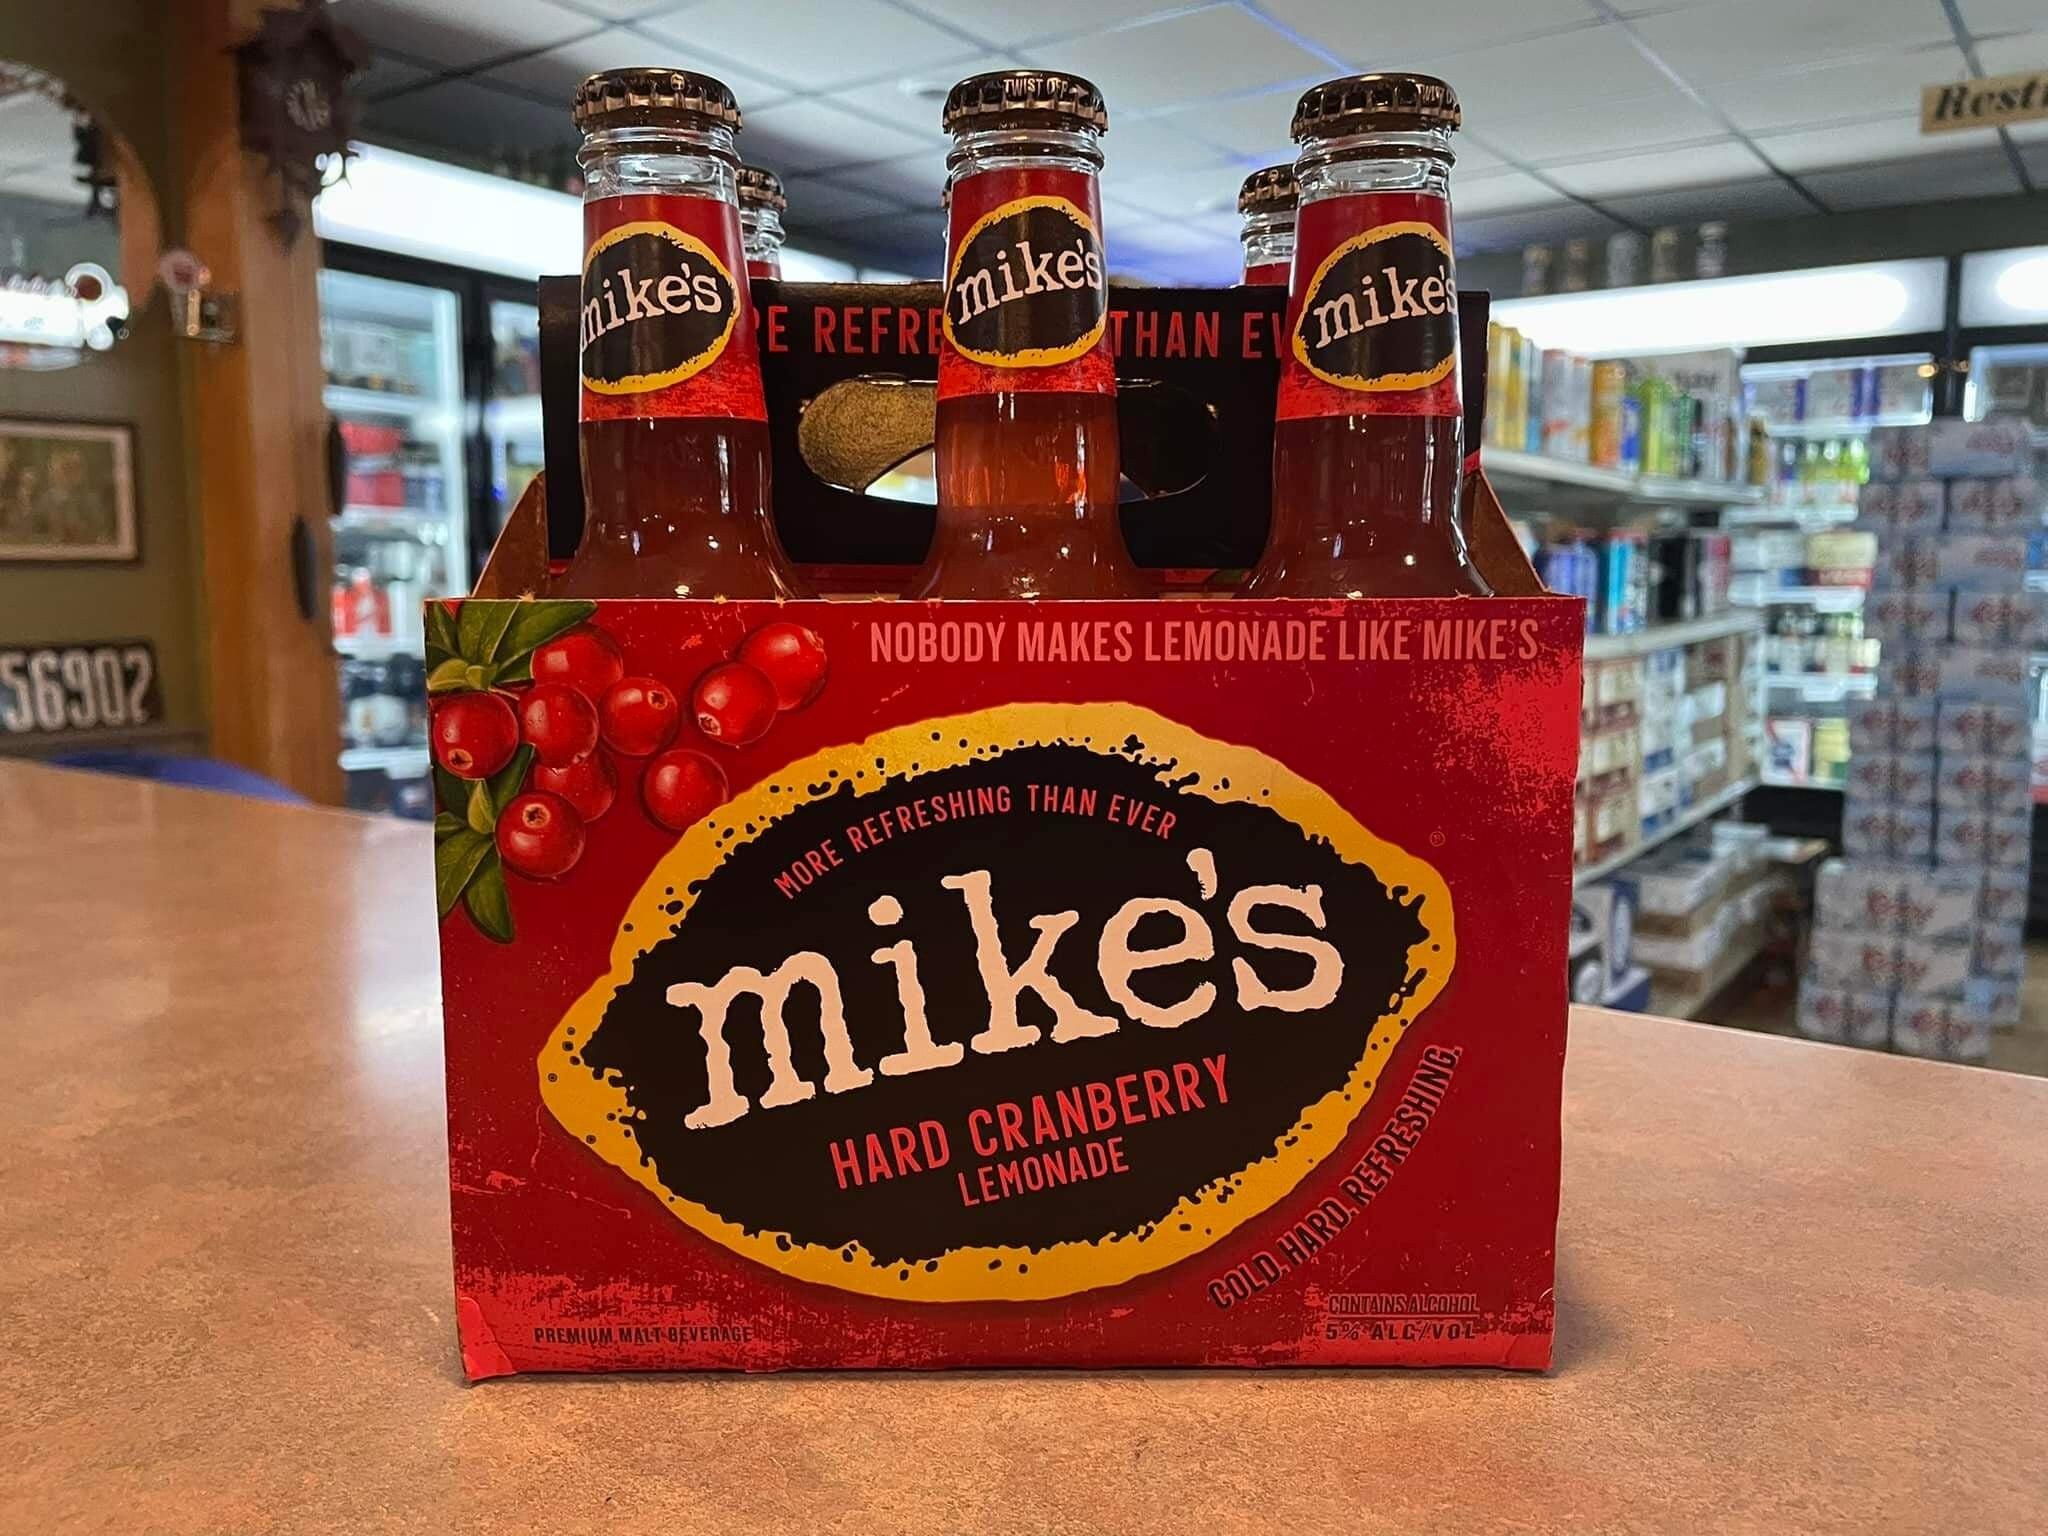 TWIST OFF
Resti
mike's
mike's
mike's
RE REFRE THAN EV
56902
NOBODY MAKES LEMONADE LIKE MIKE'S
MORE REFRESHING THAN EVER
mike's
HARD CRANBERRY
LEMONADE
COLD. HARD. REFRESHING.
CONTAINS ALCOHOL
5% ALC/VOL
PREMIUM MALT BEVERAGE